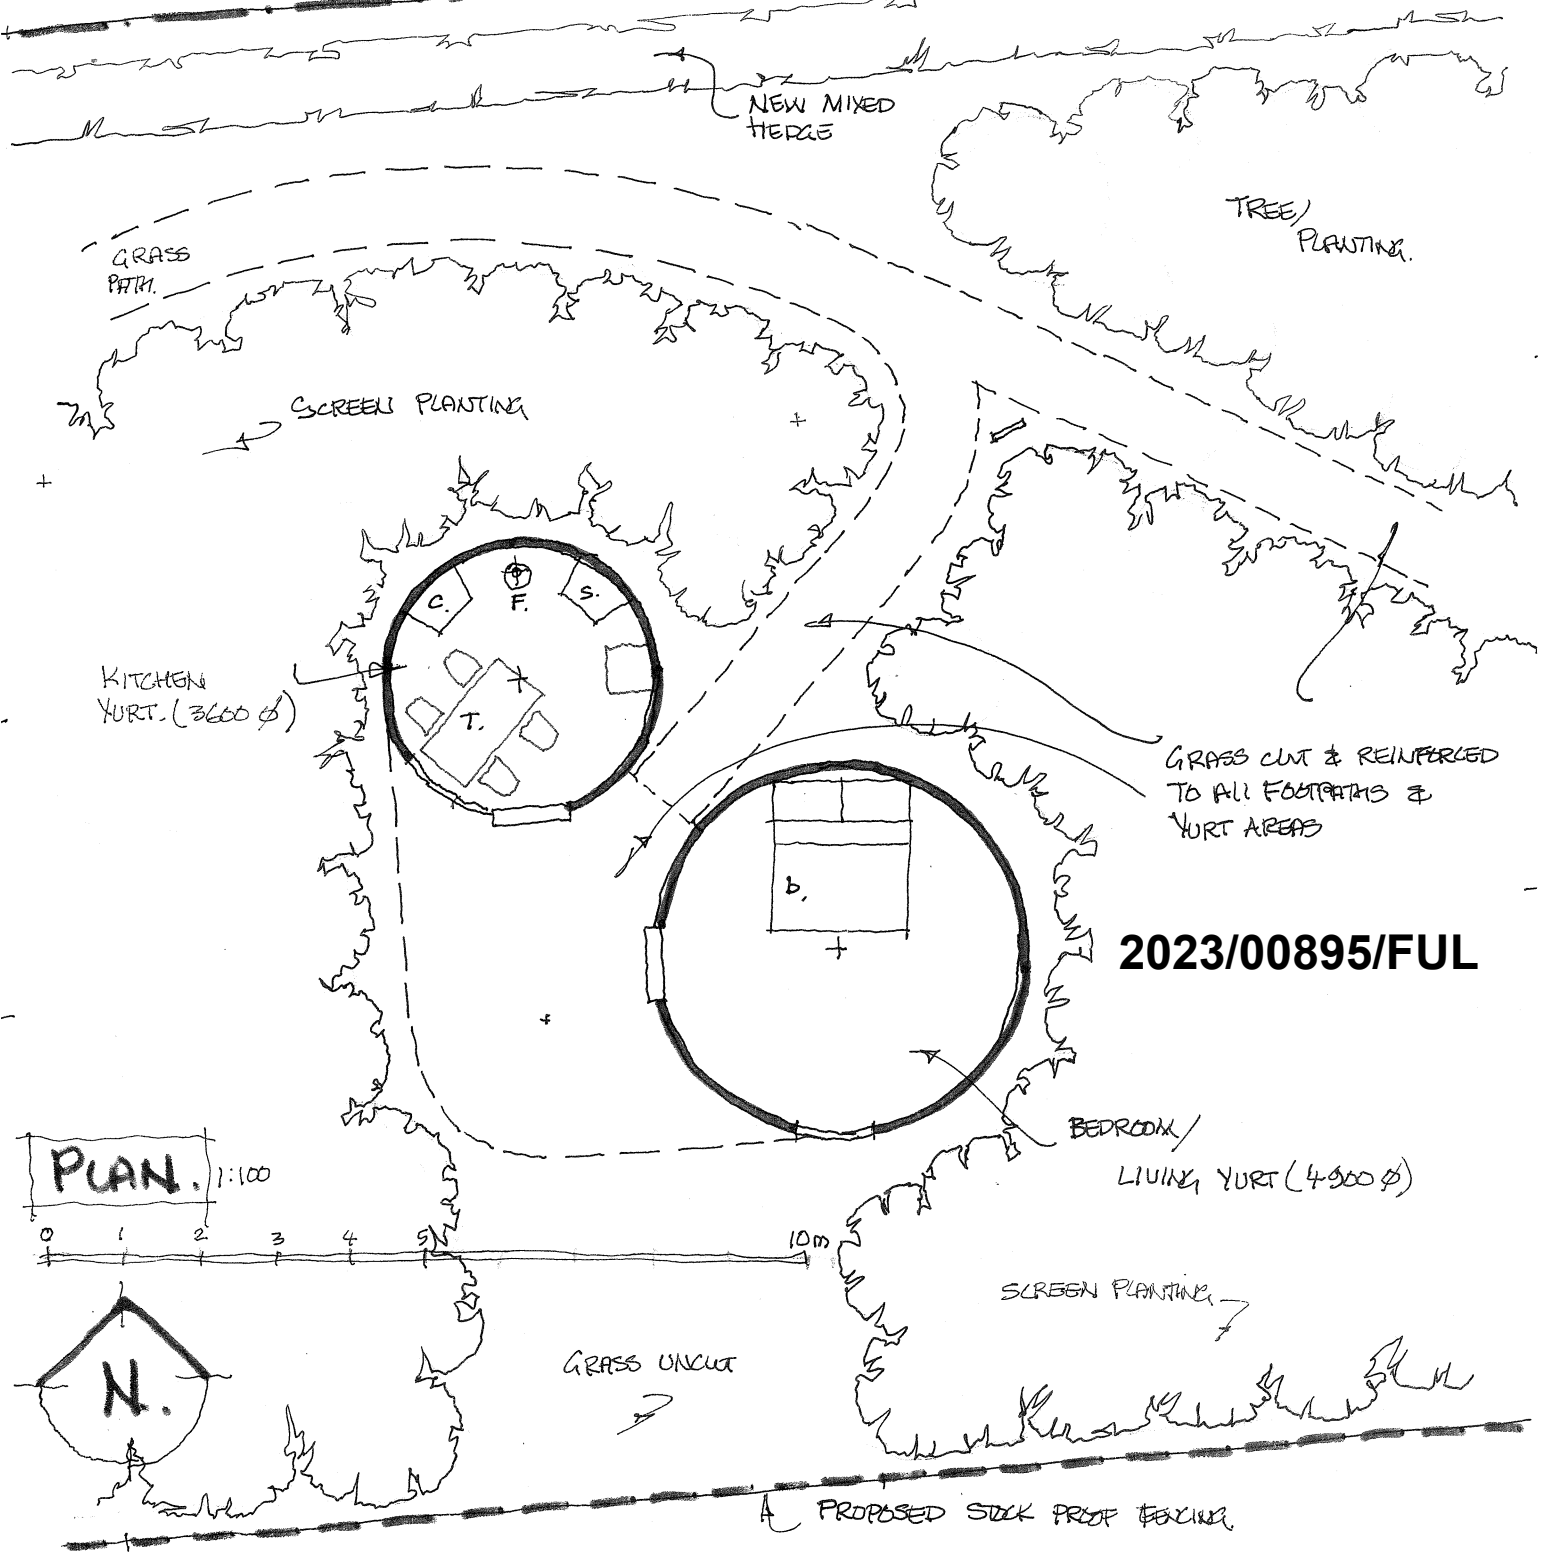 NEW MIXED
HEDGE
TREE/
PLANTING.
GRASS
PATH.
SCREEN PLANTING
C.
F.
S.
KITCHEN
YURT. (3600 Ø)
T.
GRASS CUT & REINFORCED
TO All FOOTPATHS &
YURT AREAS
b.
2023/00895/FUL
BEDROOM/
LIVING YURT (4900 Ø)
PLAN. 1:100
0 1 2 3 4 5 10m
SCREEN PLANTING
N.
GRASS UNCUT
PROPOSED STOCK PROOF FENCING.